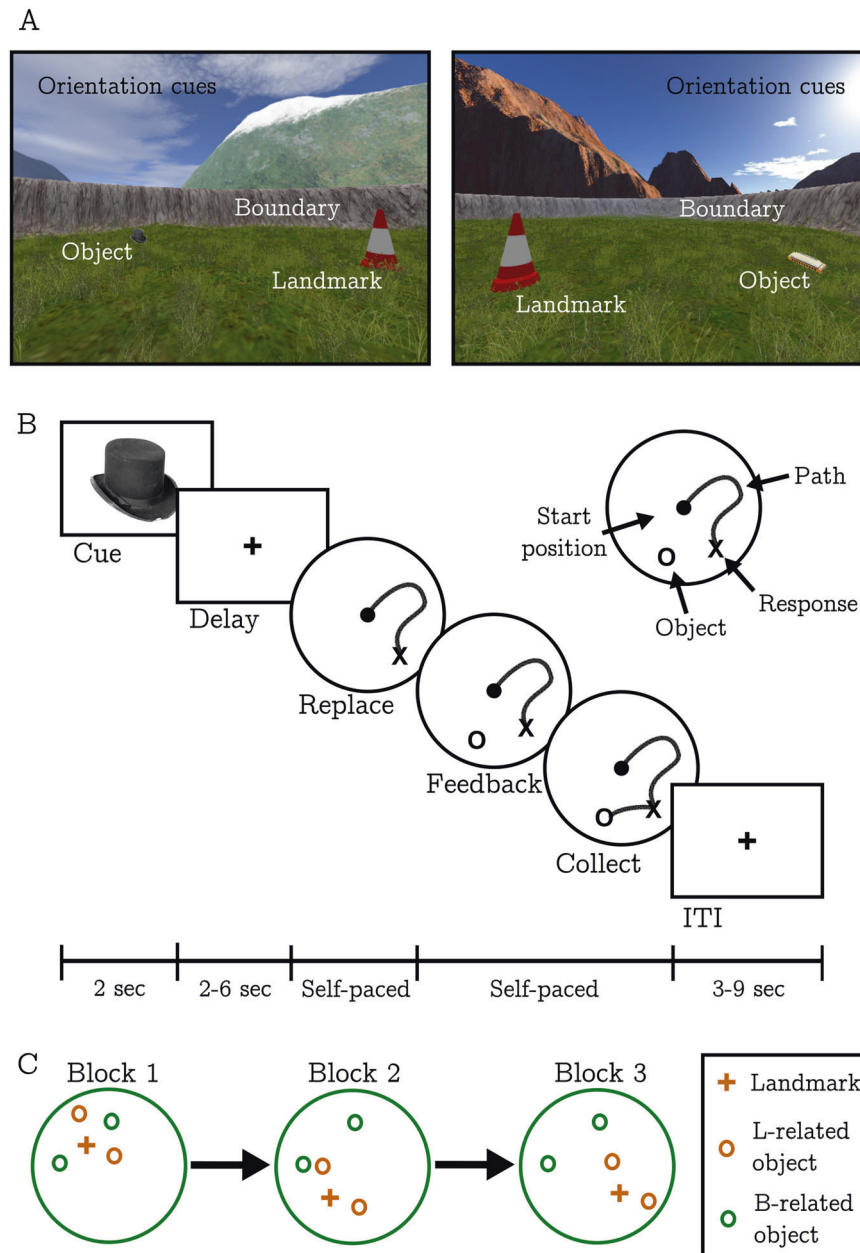 A
Orientation cues
Boundary
Object
Landmark
Orientation cues
Boundary
Object
Landmark
B
Cue
Delay
Replace
Feedback
Collect
ITI
Path
Start
position
Response
Object
2 sec
2-6 sec
Self-paced
Self-paced
3-9 sec
C
Block 1
Block 2
Block 3
Landmark
L-related
object
B-related
object